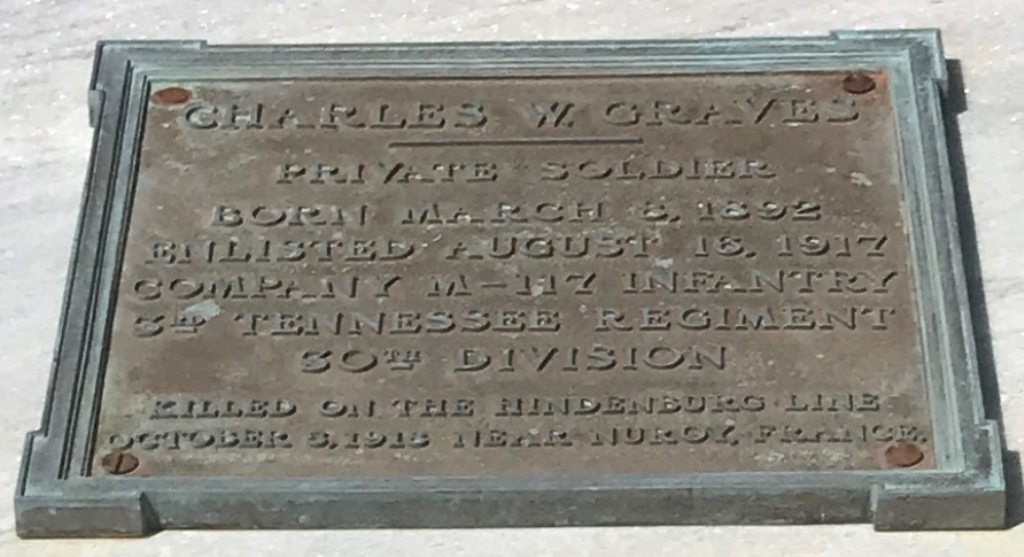 CHARLES W. GRAVES
PRIVATE SOLDIER
BORN MARCH 8, 1892
ENLISTED AUGUST 16, 1917
COMPANY M-117 INFANTRY
3RD TENNESSEE REGIMENT
30TH DIVISION
KILLED ON THE HINDENBURG LINE
OCTOBER 5, 1918 NEAR NUROY, FRANCE.